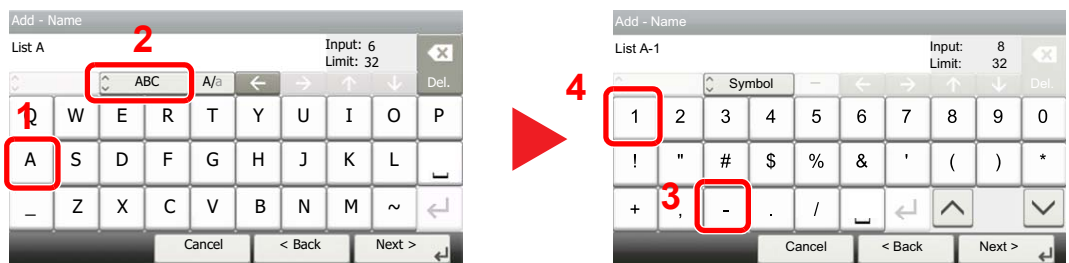 Add - Name
List A
Input: 6
Limit: 32
2
ABC
A/a
Del.
1
Q W E R T Y U I O P
A S D F G H J K L
_ Z X C V B N M ~
Cancel
< Back
Next >
Add - Name
List A-1
Input: 8
Limit: 32
4
Symbol
Del.
1 2 3 4 5 6 7 8 9 0
! " # $ % & ' ( ) *
3
+ , - . /
Cancel
< Back
Next >